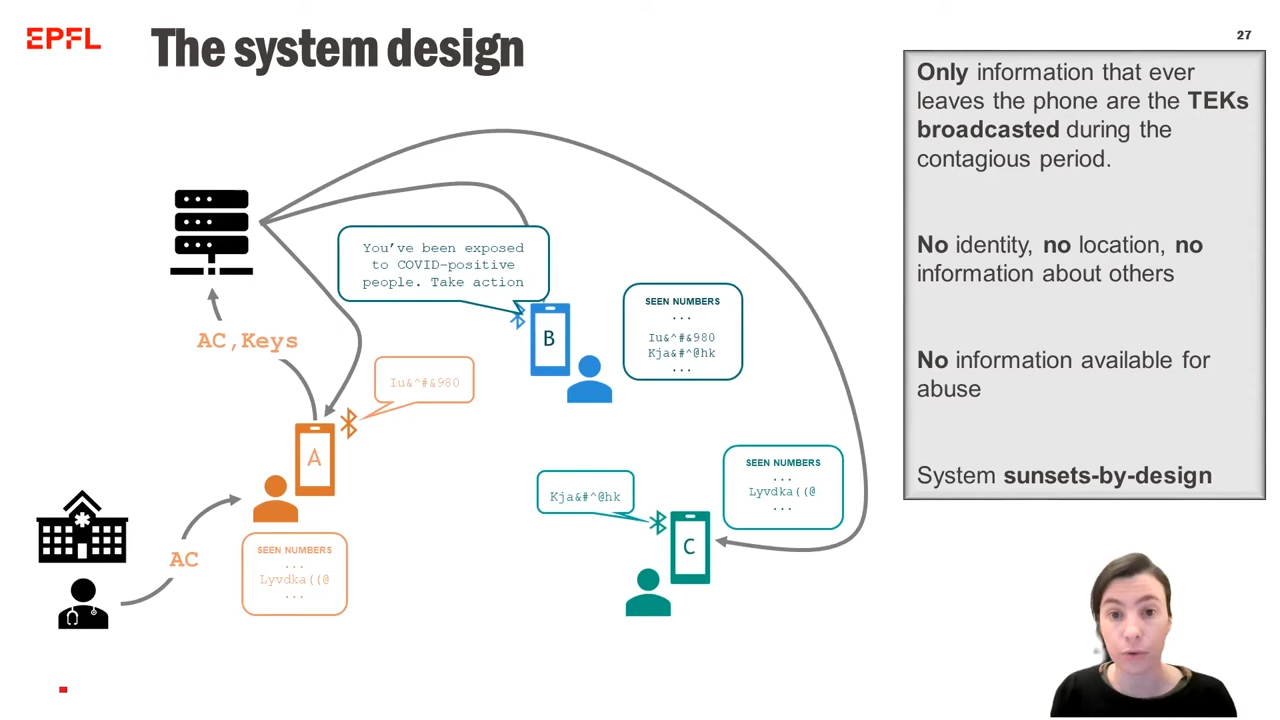 EPFL
The system design
27
Only information that ever
leaves the phone are the TEKs
broadcasted during the
contagious period.
No identity, no location, no
information about others
No information available for
abuse
System sunsets-by-design
You've been exposed
to COVID-positive
people. Take action
B
SEEN NUMBERS
...
Iu&^#&980
Kja&#^@hk
...
AC,Keys
Iu&^#&980
A
AC
SEEN NUMBERS
...
Lyvdka((@
...
Kja&#^@hk
C
SEEN NUMBERS
...
Lyvdka((@
...